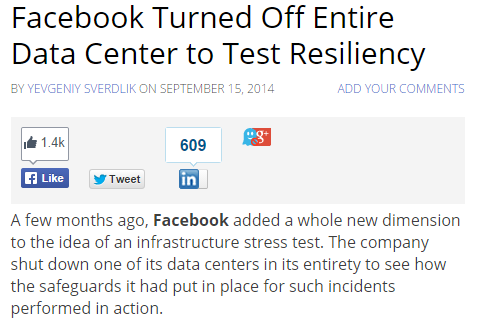 Facebook Turned Off Entire
Data Center to Test Resiliency
BY YEVGENIY SVERDLIK ON SEPTEMBER 15, 2014 ADD YOUR COMMENTS
1.4k 609 g+
f Like Tweet in
A few months ago, Facebook added a whole new dimension
to the idea of an infrastructure stress test. The company
shut down one of its data centers in its entirety to see how
the safeguards it had put in place for such incidents
performed in action.